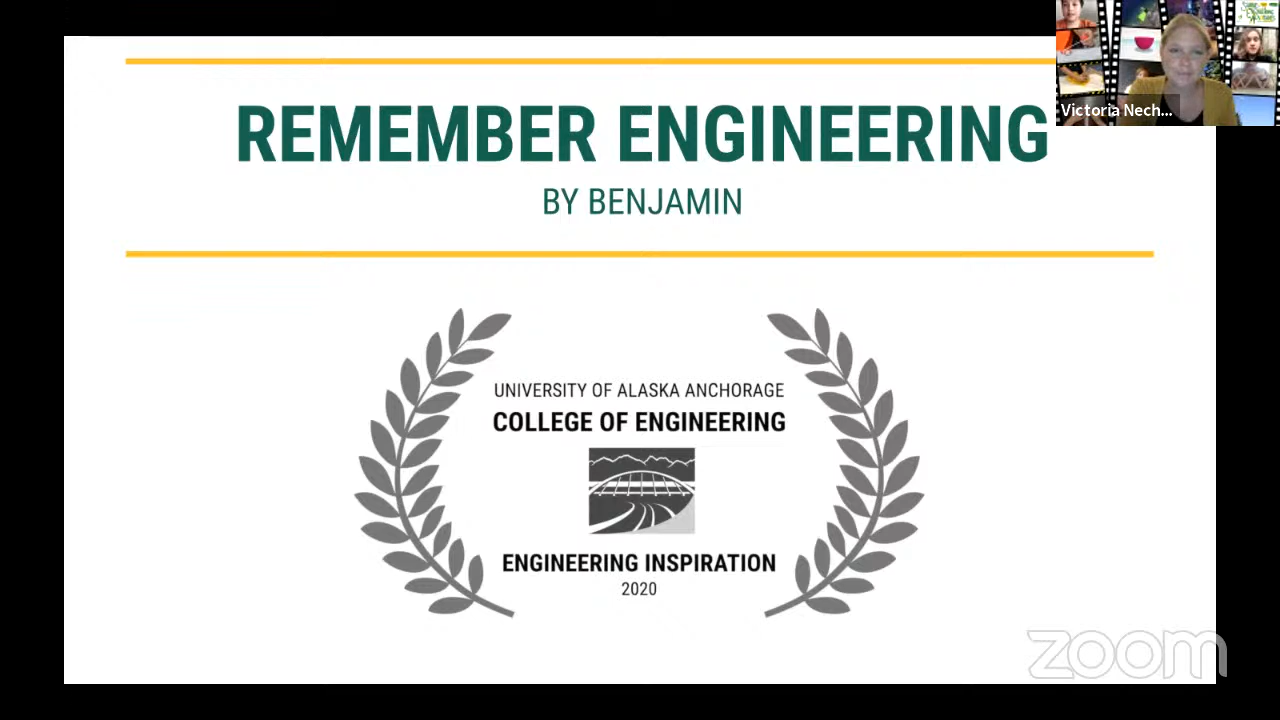 REMEMBER ENGINEERING
BY BENJAMIN
Victoria Nech...
UNIVERSITY OF ALASKA ANCHORAGE
COLLEGE OF ENGINEERING
ENGINEERING INSPIRATION
2020
zoom